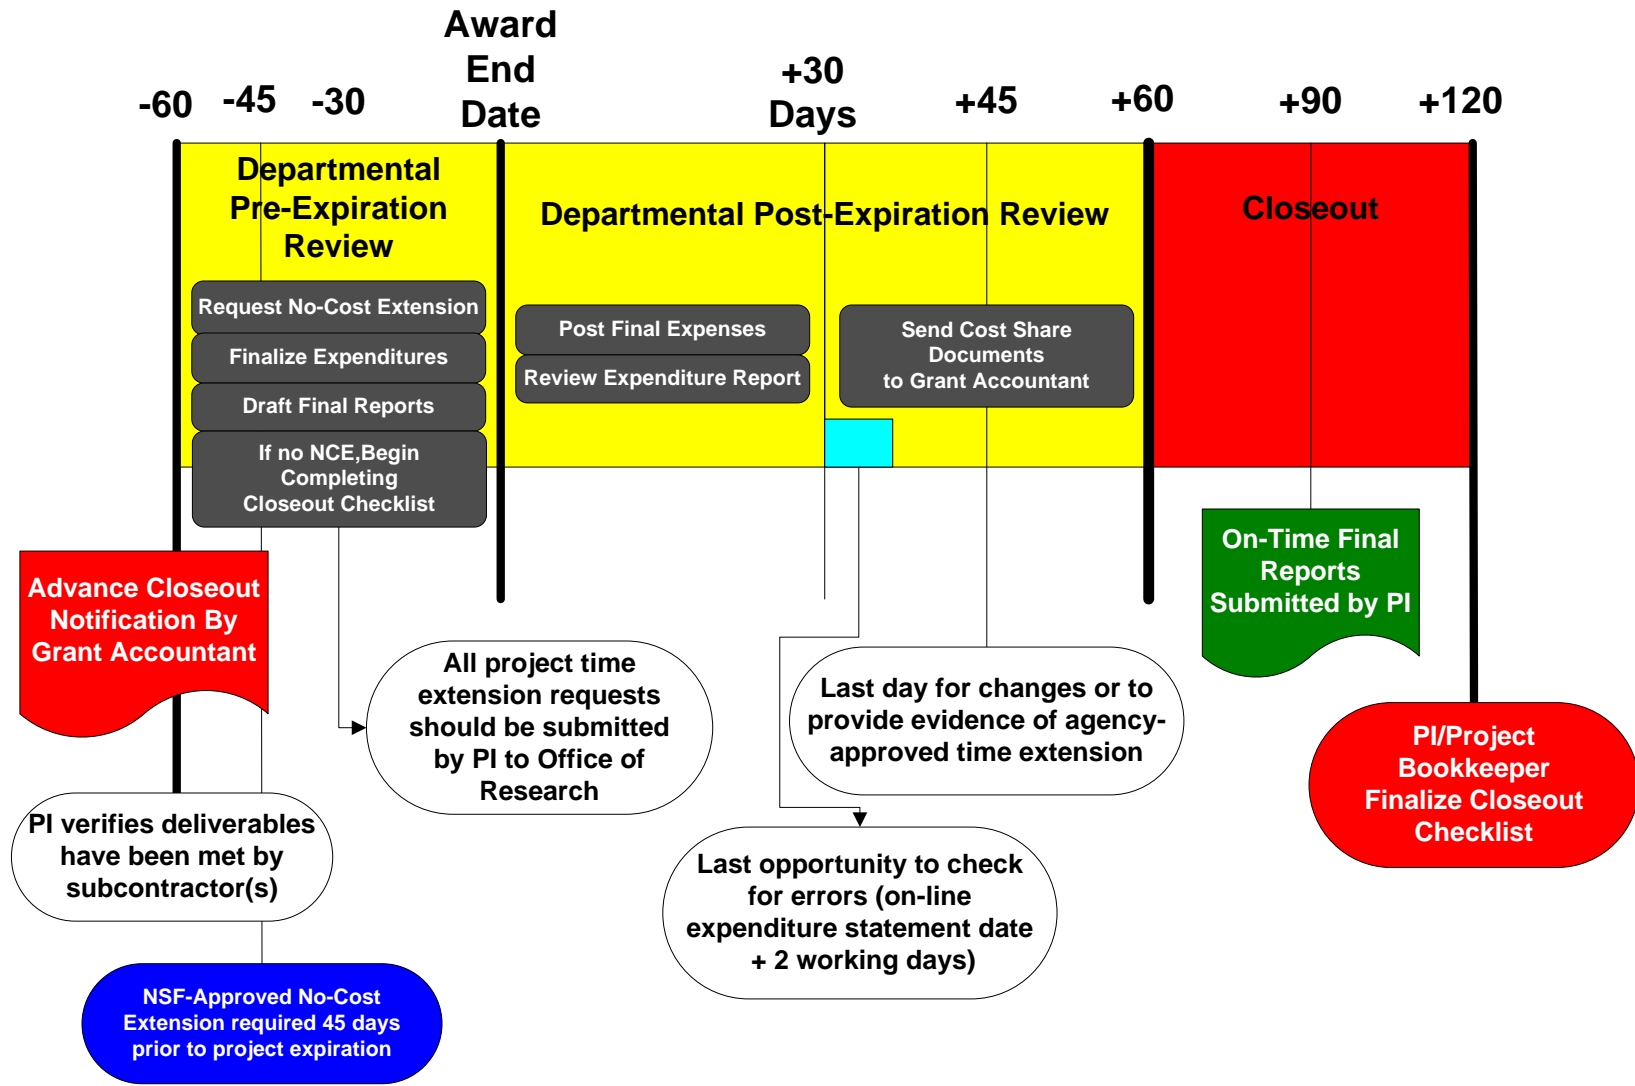 Award
End
Date
+30
Days
-60
-45
-30
+45
+60
+90
+120
Departmental
Pre-Expiration
Review
Departmental Post-Expiration Review
Closeout
Request No-Cost Extension
Finalize Expenditures
Draft Final Reports
If no NCE,Begin
Completing
Closeout Checklist
Post Final Expenses
Review Expenditure Report
Send Cost Share
Documents
to Grant Accountant
Advance Closeout
Notification By
Grant Accountant
On-Time Final
Reports
Submitted by PI
All project time
extension requests
should be submitted
by PI to Office of
Research
Last day for changes or to
provide evidence of agency-
approved time extension
PI/Project
Bookkeeper
Finalize Closeout
Checklist
PI verifies deliverables
have been met by
subcontractor(s)
Last opportunity to check
for errors (on-line
expenditure statement date
+ 2 working days)
NSF-Approved No-Cost
Extension required 45 days
prior to project expiration